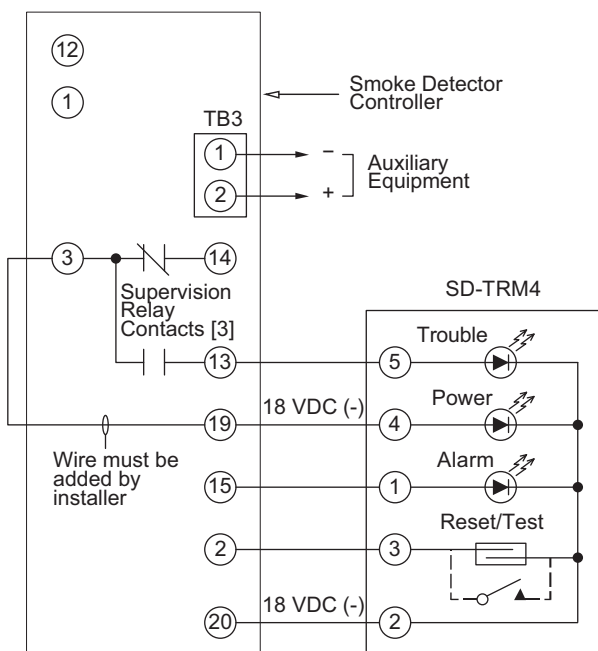 12
1
Smoke Detector
Controller
TB3
1
−
2
+
Auxiliary
Equipment
3
14
Supervision
Relay
Contacts [3]
13
SD-TRM4
Trouble
5
19
18 VDC (-)
4
Power
Wire must be
added by
installer
15
1
Alarm
2
3
Reset/Test
20
18 VDC (-)
2